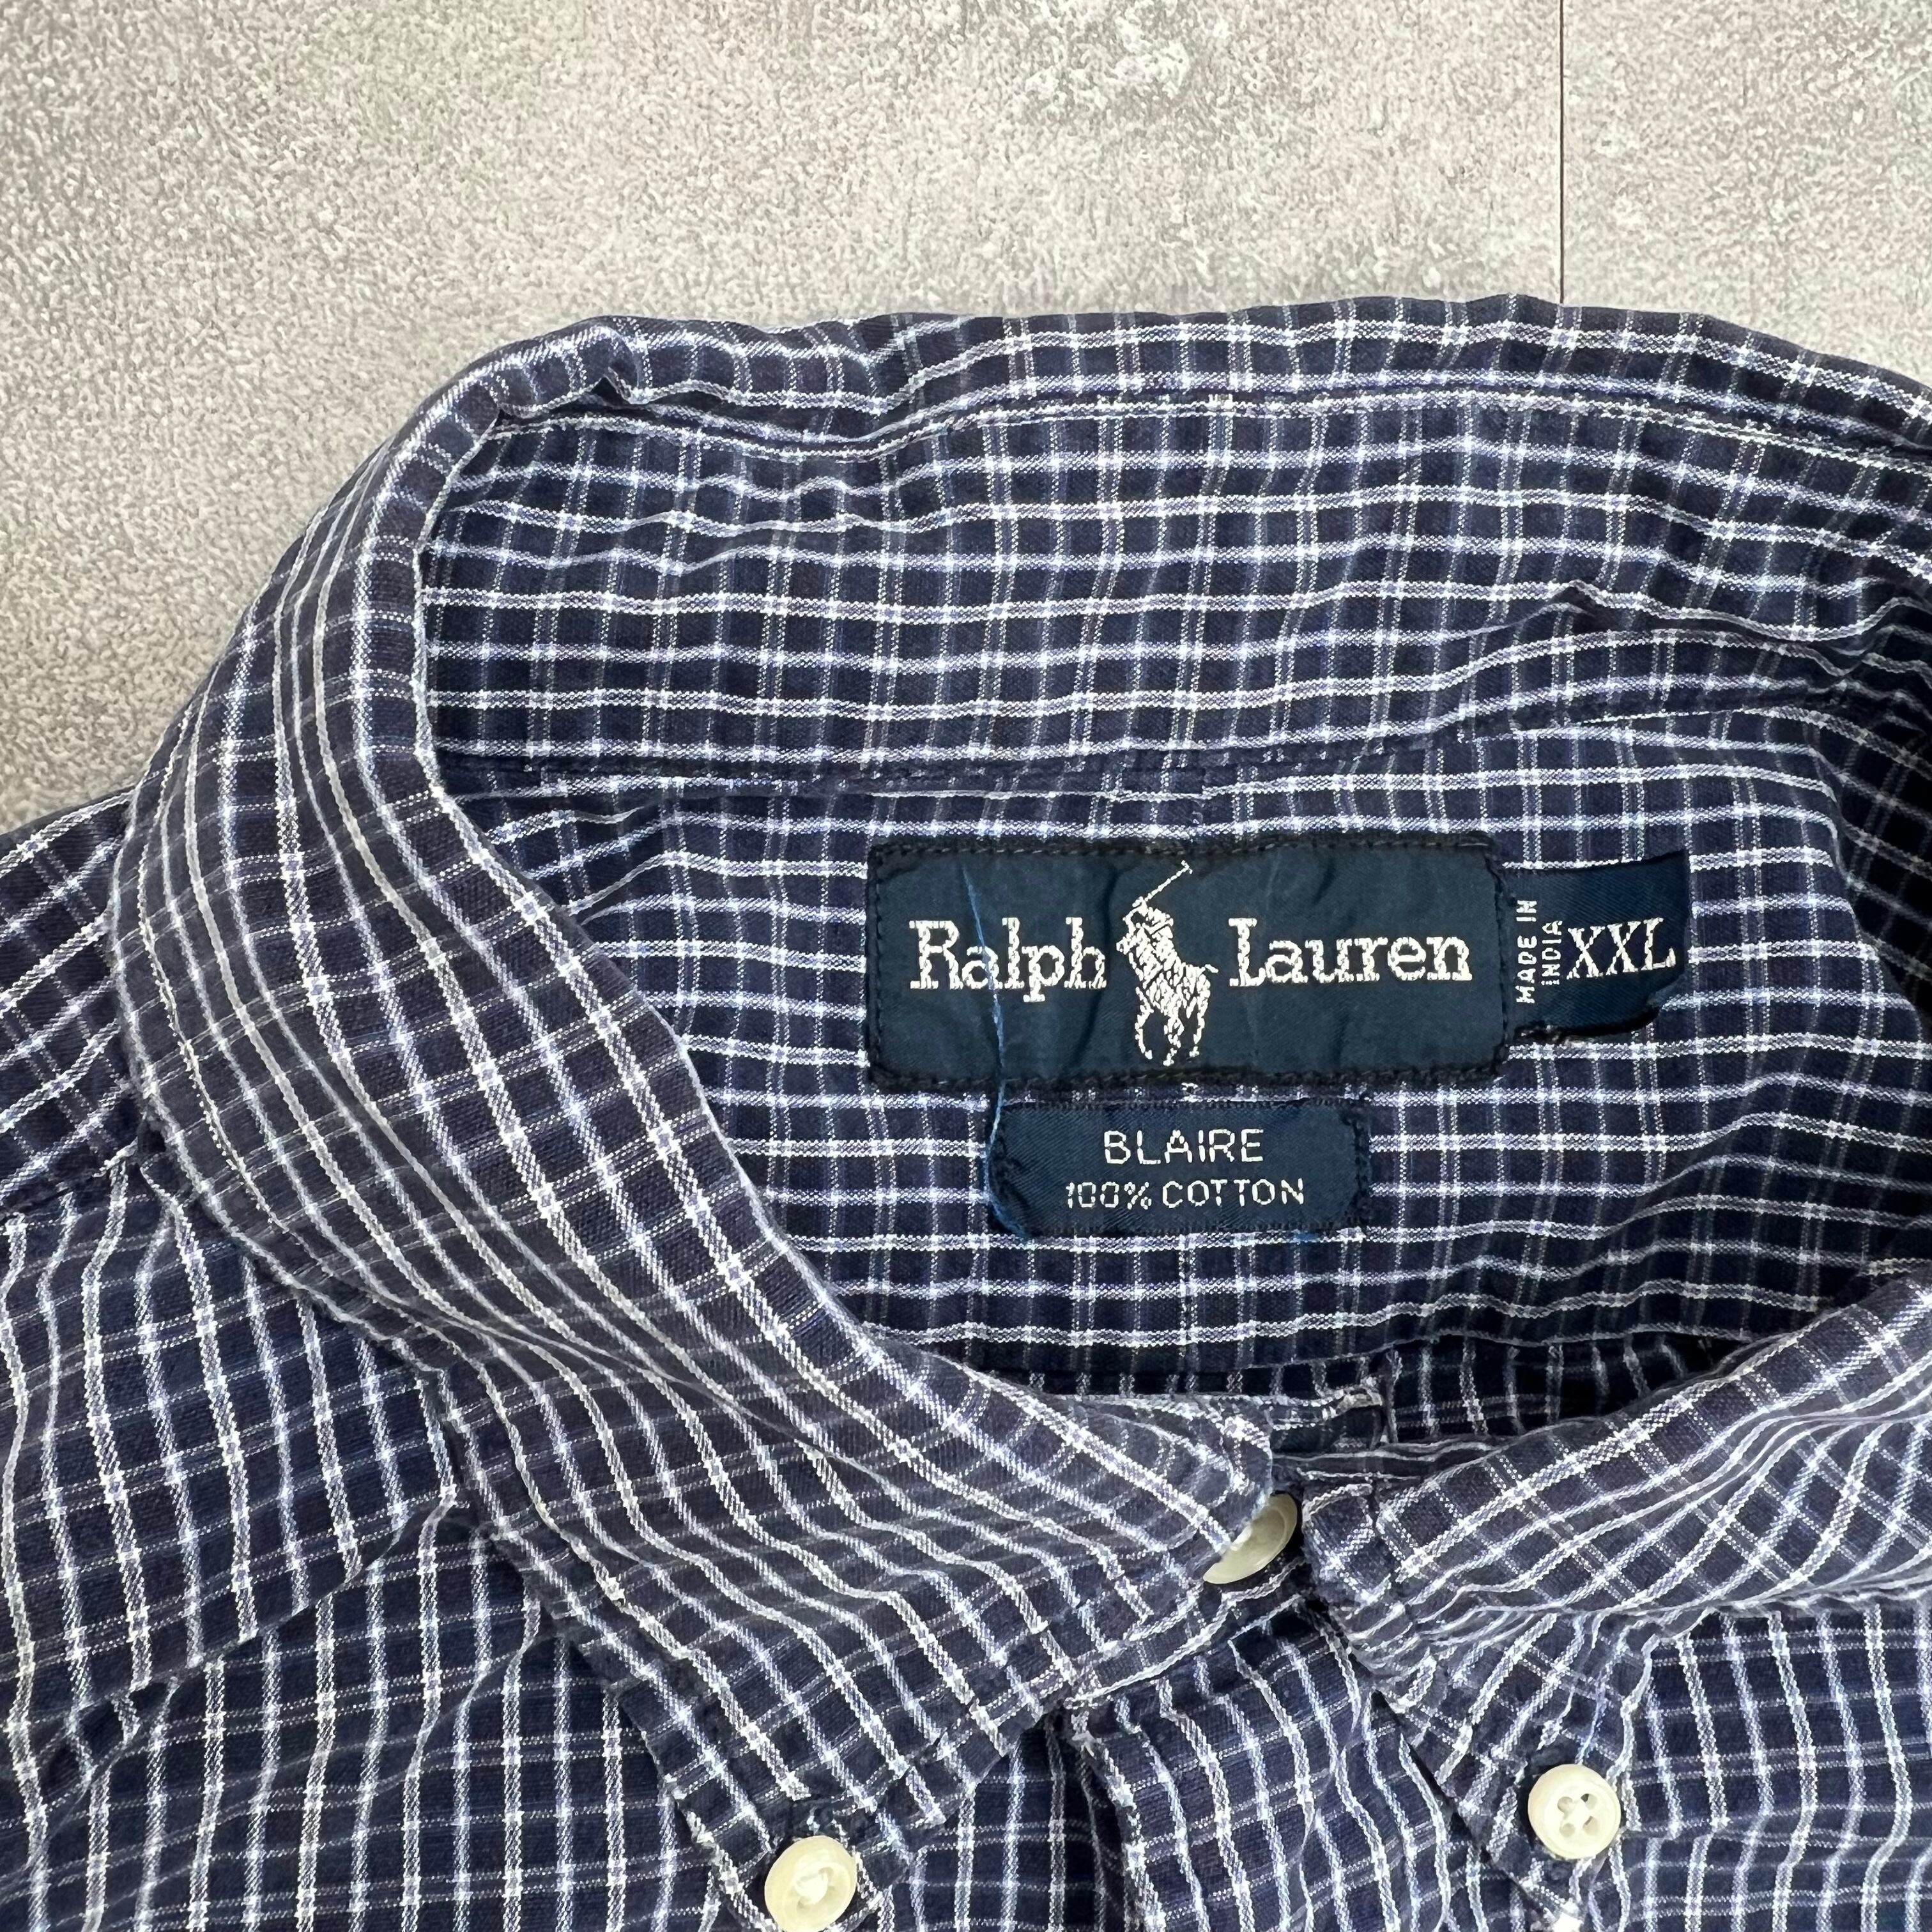 Ralph Lauren
MADE IN
INDIA
XXL
BLAIRE
100% COTTON